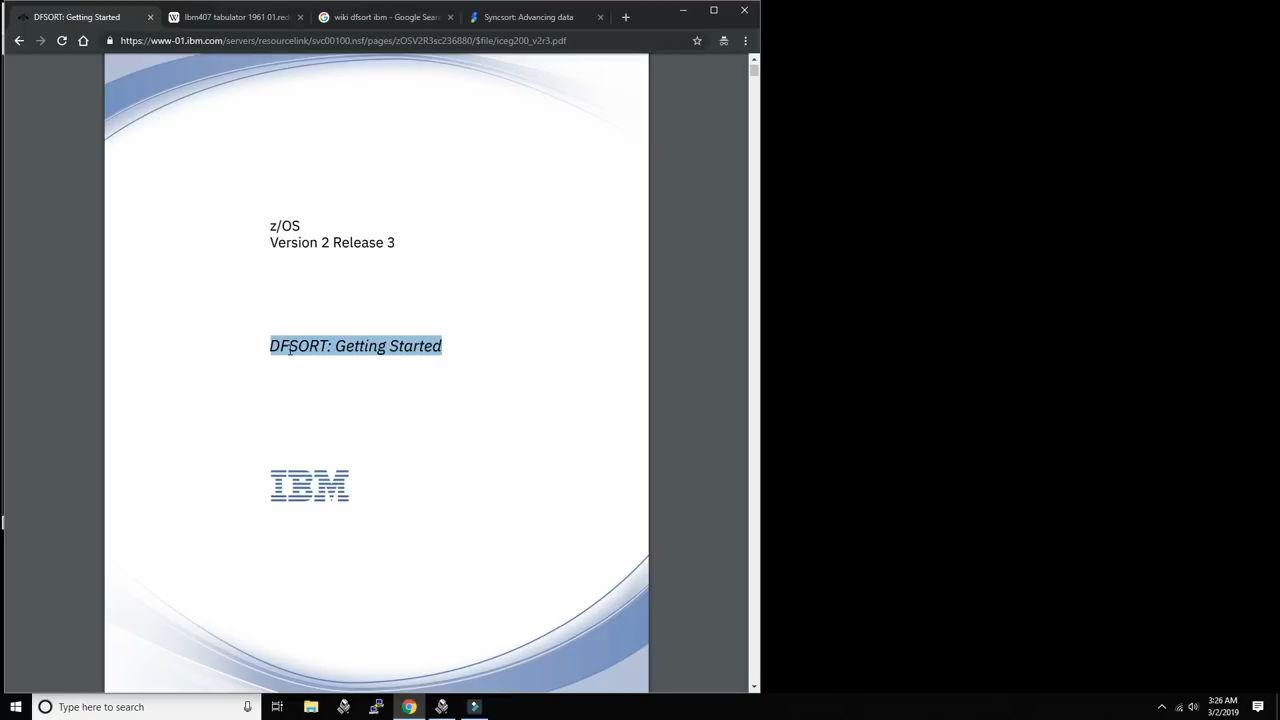 DFSORT: Getting Started
Ibm407 tabulator 1961 01.red
wiki dfsort ibm - Google Sear
Syncsort: Advancing data
https://www-01.ibm.com/servers/resourcelink/svc00100.nsf/pages/zOSV2R3sc236880/$file/iceg200_v2r3.pdf
z/OS
Version 2 Release 3
DFSORT: Getting Started
IBM
Type here to search
3:26 AM
3/2/2019